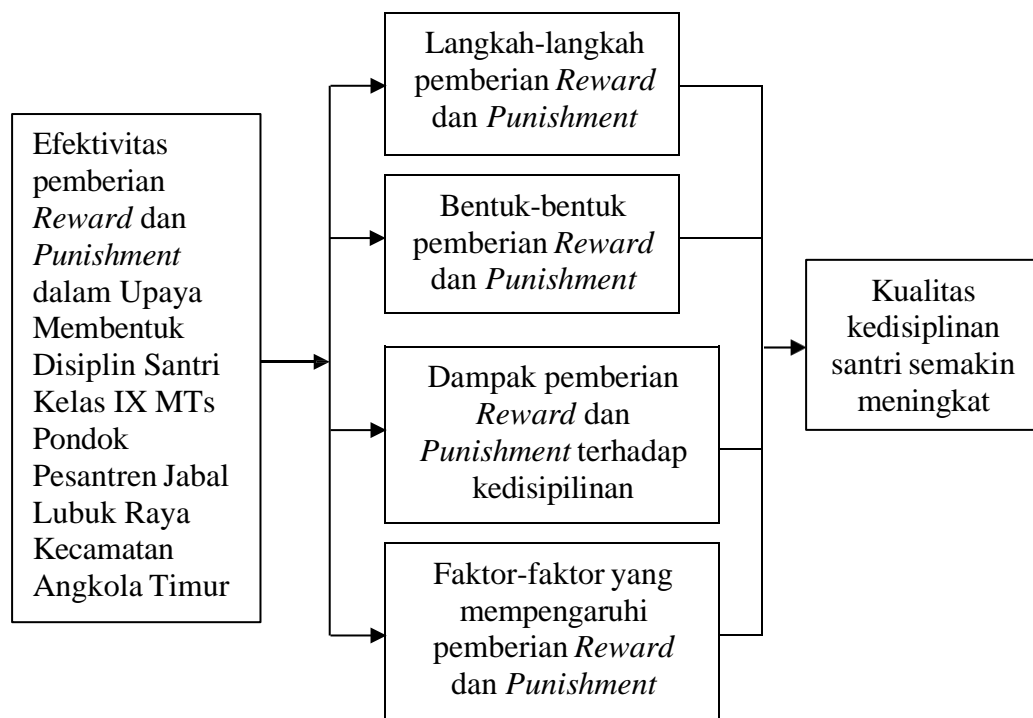 Efektivitas
pemberian
Reward dan
Punishment
dalam Upaya
Membentuk
Disiplin Santri
Kelas IX MTs
Pondok
Pesantren Jabal
Lubuk Raya
Kecamatan
Angkola Timur
Langkah-langkah
pemberian Reward
dan Punishment
Bentuk-bentuk
pemberian Reward
dan Punishment
Dampak pemberian
Reward dan
Punishment terhadap
kedisipilinan
Faktor-faktor yang
mempengaruhi
pemberian Reward
dan Punishment
Kualitas
kedisiplinan
santri semakin
meningkat